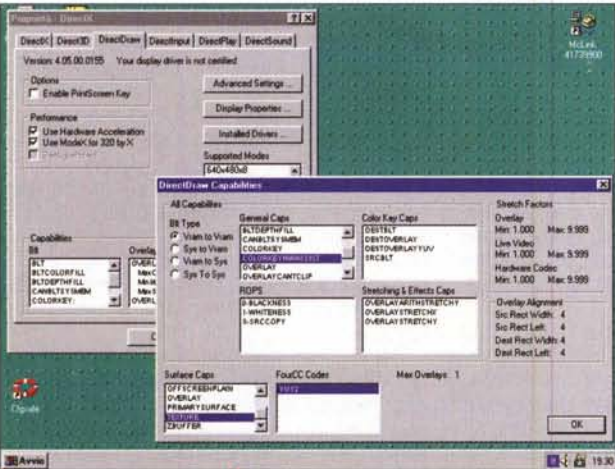 DirectX
DirectX
Direct3D
DirectDraw
DirectInput
DirectPlay
DirectSound
Version: 4.05.00.0155
Your display driver is not certified
Options
Enable PrintScreen Key
Advanced Settings ...
Display Properties ...
Installed Drivers ...
Performance
Use Hardware Acceleration
Use ModeX for 320 by X
Supported Modes
640x480x8
Capabilities
Blt
BLT
BLTCOLORFILL
BLTDEPTHFILL
CANBLTSYSMEM
COLORKEY
McLink
DirectDraw Capabilities
All Capabilities
Blt Type
Vram to Vram
Sys to Vram
Vram to Sys
Sys To Sys
General Caps
BLTDEPTHFILL
CANBLTSYSMEM
COLORKEY
COLORKEYHWASSIST
OVERLAY
OVERLAYCANTCLIP
Color Key Caps
DESTBLT
DESTOVERLAY
DESTOVERLAYYUV
SRCBLT
ROPS
0-BLACKNESS
1-WHITENESS
Stretching & Effects Caps
OVERLAYARITHSTRETCHY
OVERLAYSTRETCHX
OVERLAYSTRETCHY
Stretch Factors
Overlay
Min: 1.000 Max: 9.999
Live Video
Min: 1.000 Max: 9.999
Hardware Codec
Min: 1.000 Max: 9.999
Overlay Alignment
Src Rect Width: 4
Src Rect Left: 4
Dest Rect Width: 4
Dest Rect Left: 4
Surface Caps
OFFSCREENPLAIN
OVERLAY
PRIMARYSURFACE
TEXTURE
ZBUFFER
FourCC Codes
YUY2
Max Overlays: 1
OK
Avvio
19.30